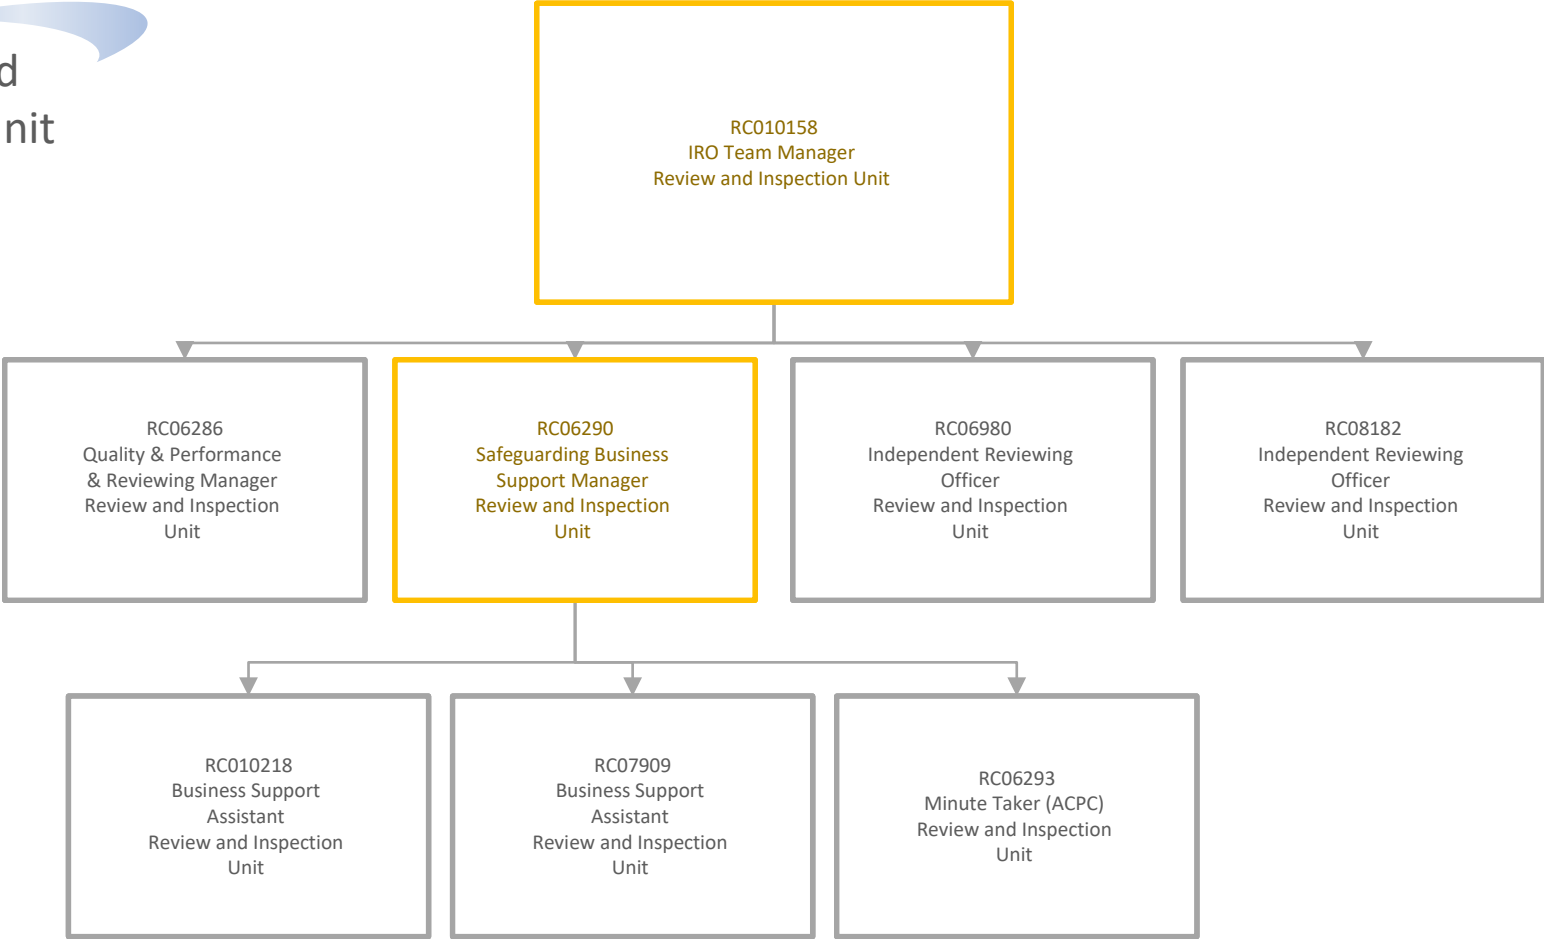 d
nit
RC010158
IRO Team Manager
Review and Inspection Unit
RC06286
Quality & Performance
& Reviewing Manager
Review and Inspection
Unit
RC06290
Safeguarding Business
Support Manager
Review and Inspection
Unit
RC06980
Independent Reviewing
Officer
Review and Inspection
Unit
RC08182
Independent Reviewing
Officer
Review and Inspection
Unit
RC010218
Business Support
Assistant
Review and Inspection
Unit
RC07909
Business Support
Assistant
Review and Inspection
Unit
RC06293
Minute Taker (ACPC)
Review and Inspection
Unit